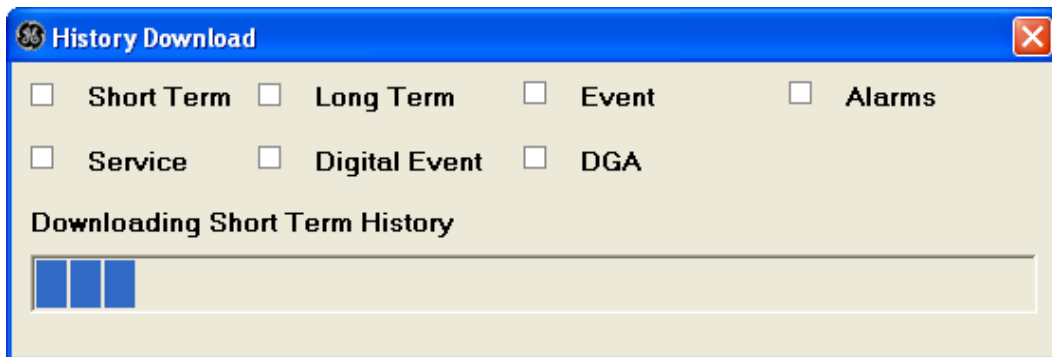 History Download
Short Term Long Term Event Alarms
Service Digital Event DGA
Downloading Short Term History